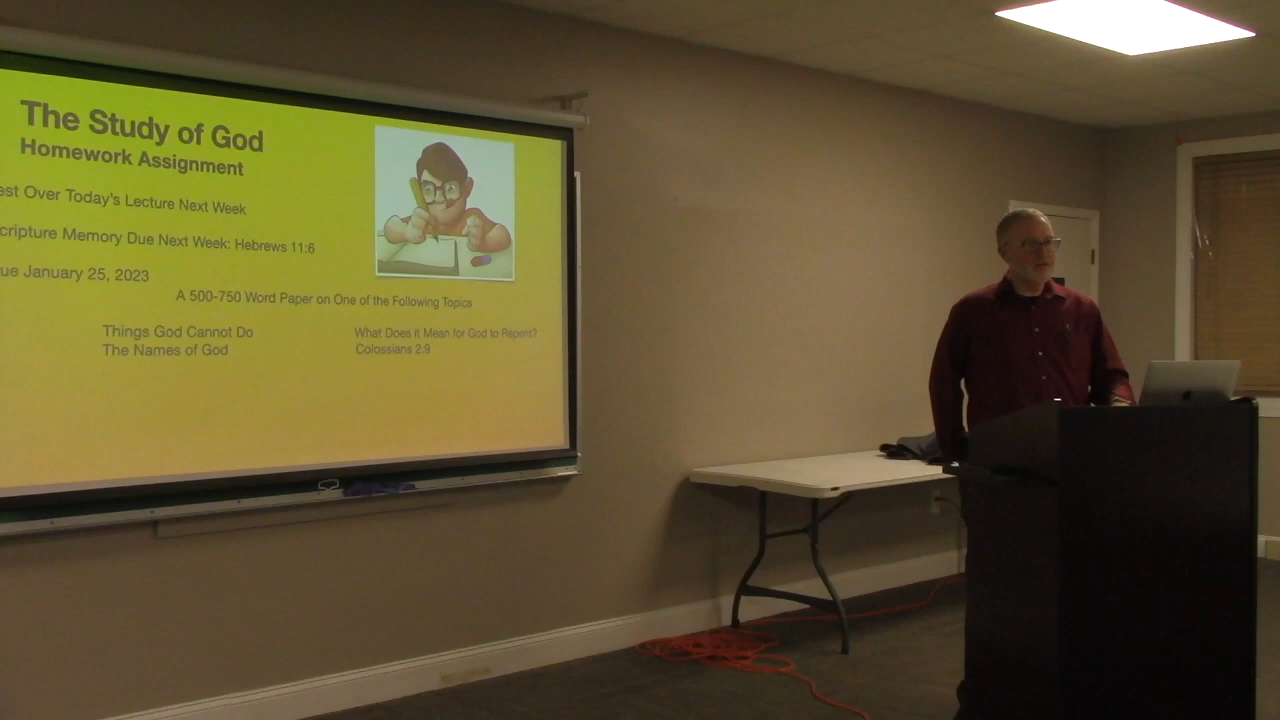 The Study of God
Homework Assignment
est Over Today's Lecture Next Week
cripture Memory Due Next Week: Hebrews 11:6
ue January 25, 2023
A 500-750 Word Paper on One of the Following Topics
Things God Cannot Do
What Does it Mean for God to Repent?
The Names of God
Colossians 2.9